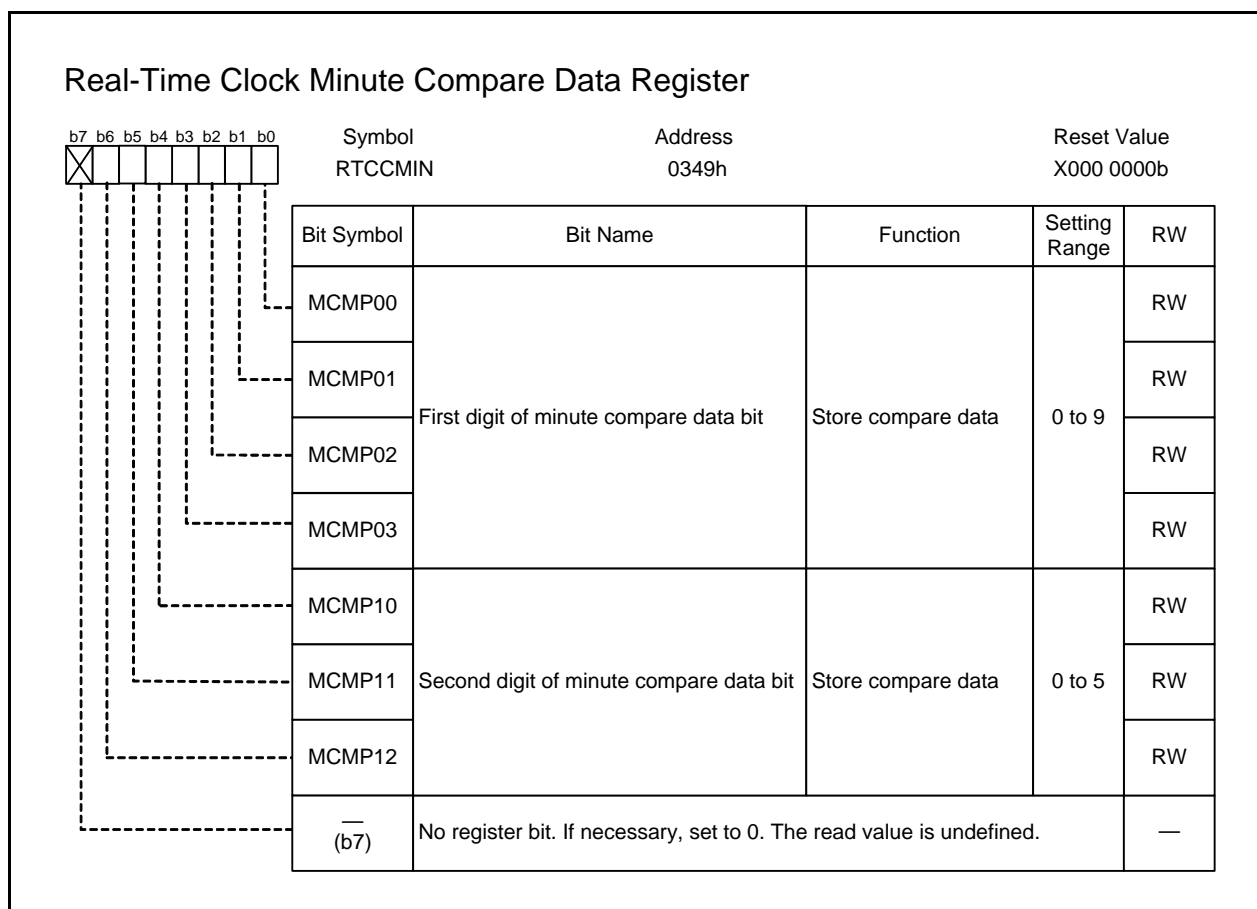 Real-Time Clock Minute Compare Data Register
b7 b6 b5 b4 b3 b2 b1 b0
Symbol Address Reset Value
RTCCMIN 0349h X000 0000b
Bit Symbol Bit Name Function Setting Range RW
MCMP00 RW
MCMP01 RW
First digit of minute compare data bit Store compare data 0 to 9
MCMP02 RW
MCMP03 RW
MCMP10 RW
MCMP11 Second digit of minute compare data bit Store compare data 0 to 5 RW
MCMP12 RW
— (b7) No register bit. If necessary, set to 0. The read value is undefined. —